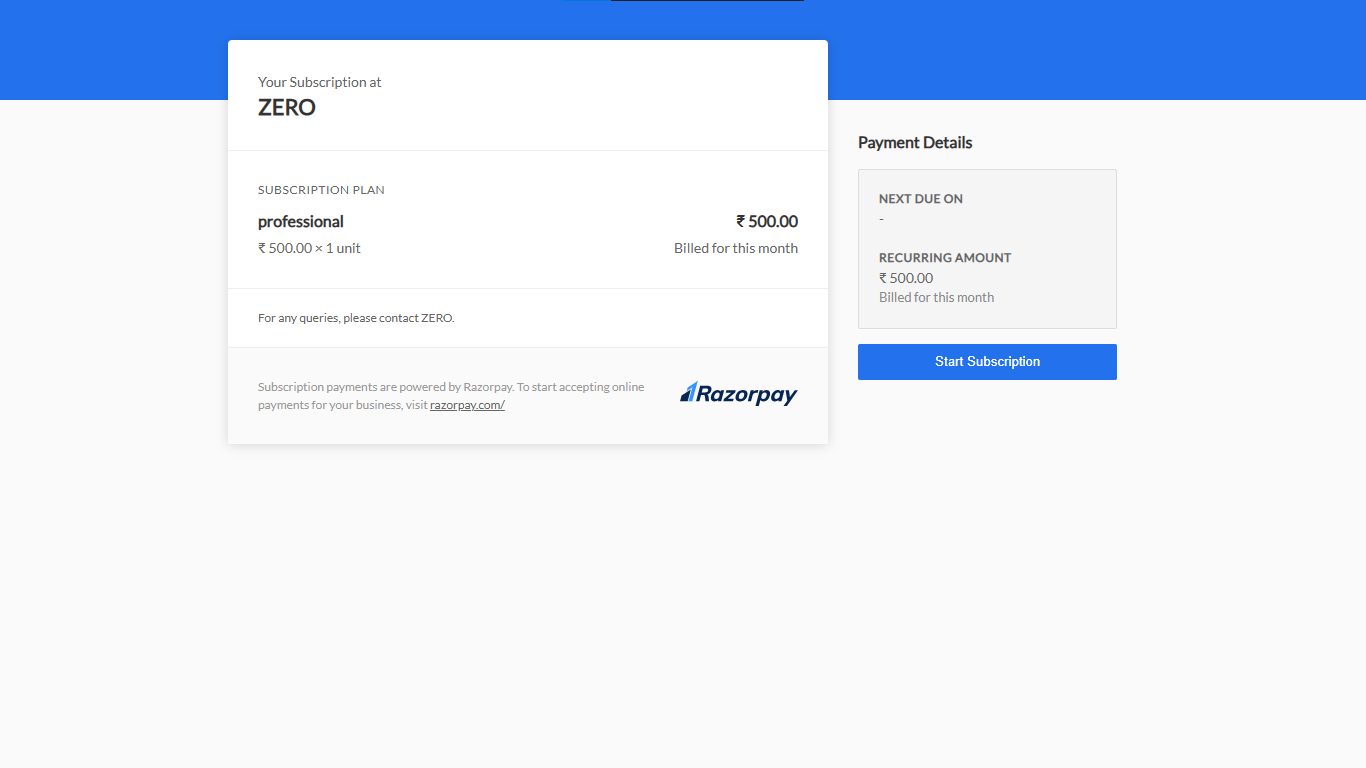 Your Subscription at
ZERO
SUBSCRIPTION PLAN
professional ₹ 500.00
₹ 500.00 × 1 unit Billed for this month
For any queries, please contact ZERO.
Subscription payments are powered by Razorpay. To start accepting online
payments for your business, visit razorpay.com/
Razorpay
Payment Details
NEXT DUE ON
-
RECURRING AMOUNT
₹ 500.00
Billed for this month
Start Subscription